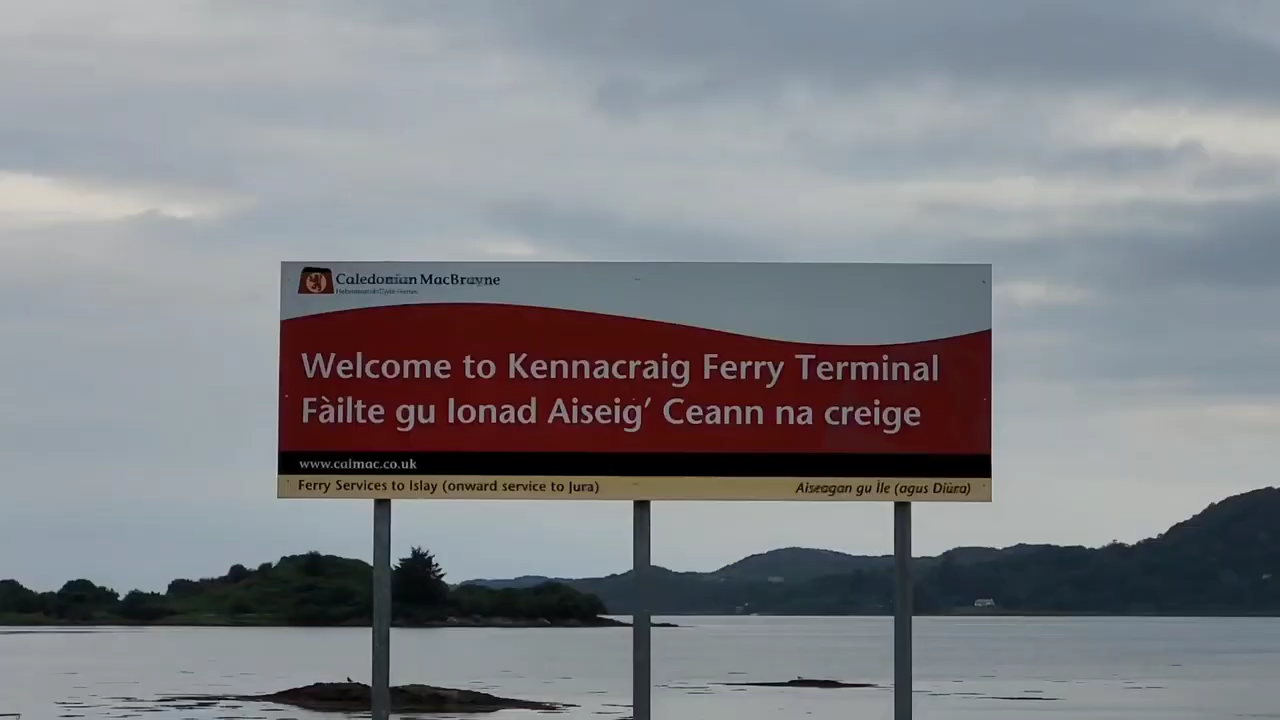 Caledonian MacBrayne
Welcome to Kennacraig Ferry Terminal
Fàilte gu Ionad Aiseig' Ceann na creige
www.calmac.co.uk
Ferry Services to Islay (onward service to Jura)
Aiseagan gu Ìle (agus Diùra)